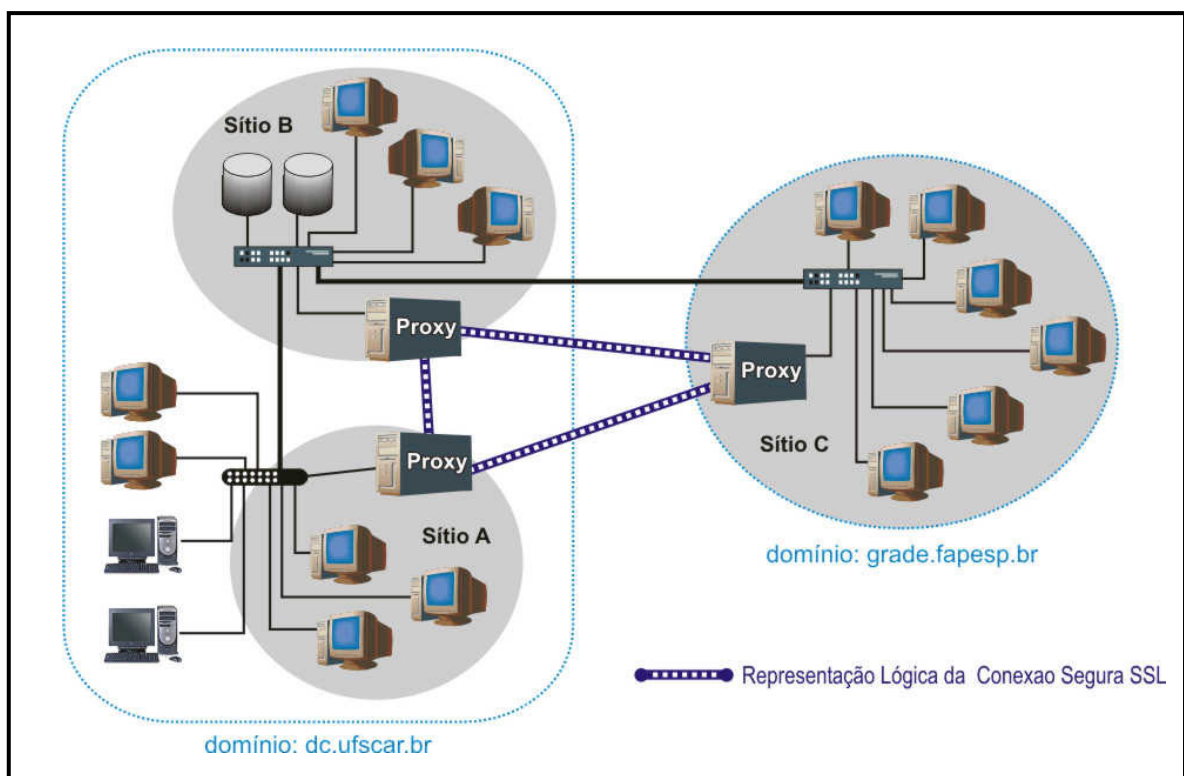 Sítio B
Proxy
Proxy
Sítio A
Proxy
Sítio C
domínio: grade.fapesp.br
Representação Lógica da Conexao Segura SSL
domínio: dc.ufscar.br